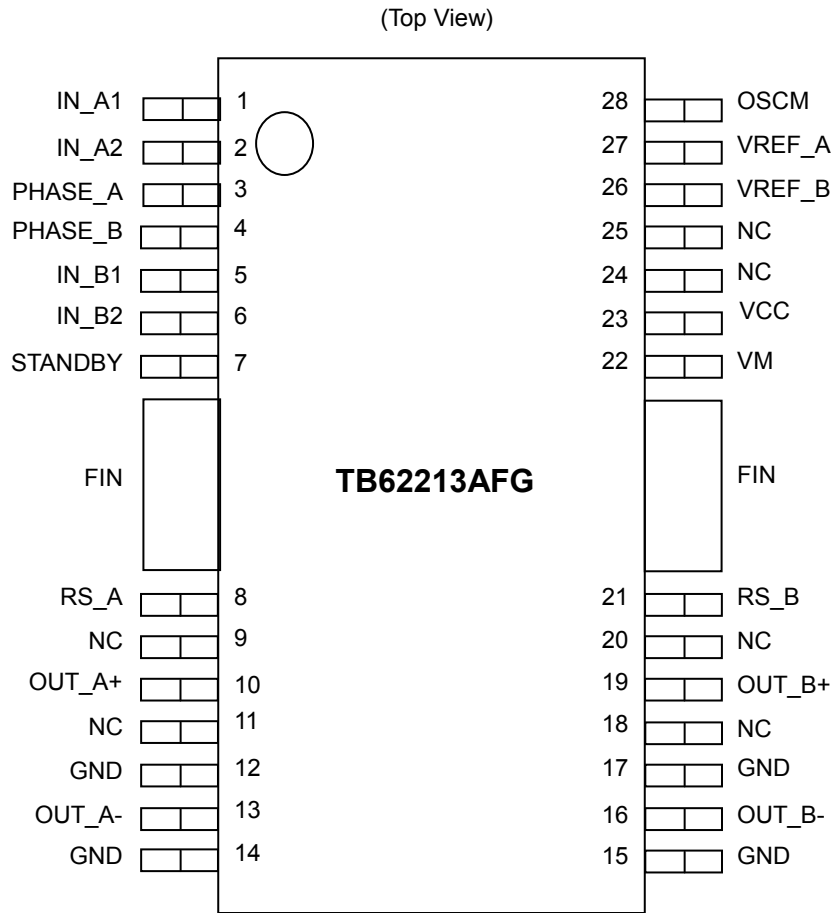 (Top View)
IN_A1 1 28 OSCM
IN_A2 2 27 VREF_A
PHASE_A 3 26 VREF_B
PHASE_B 4 25 NC
IN_B1 5 24 NC
IN_B2 6 23 VCC
STANDBY 7 22 VM
FIN TB62213AFG FIN
RS_A 8 21 RS_B
NC 9 20 NC
OUT_A+ 10 19 OUT_B+
NC 11 18 NC
GND 12 17 GND
OUT_A- 13 16 OUT_B-
GND 14 15 GND